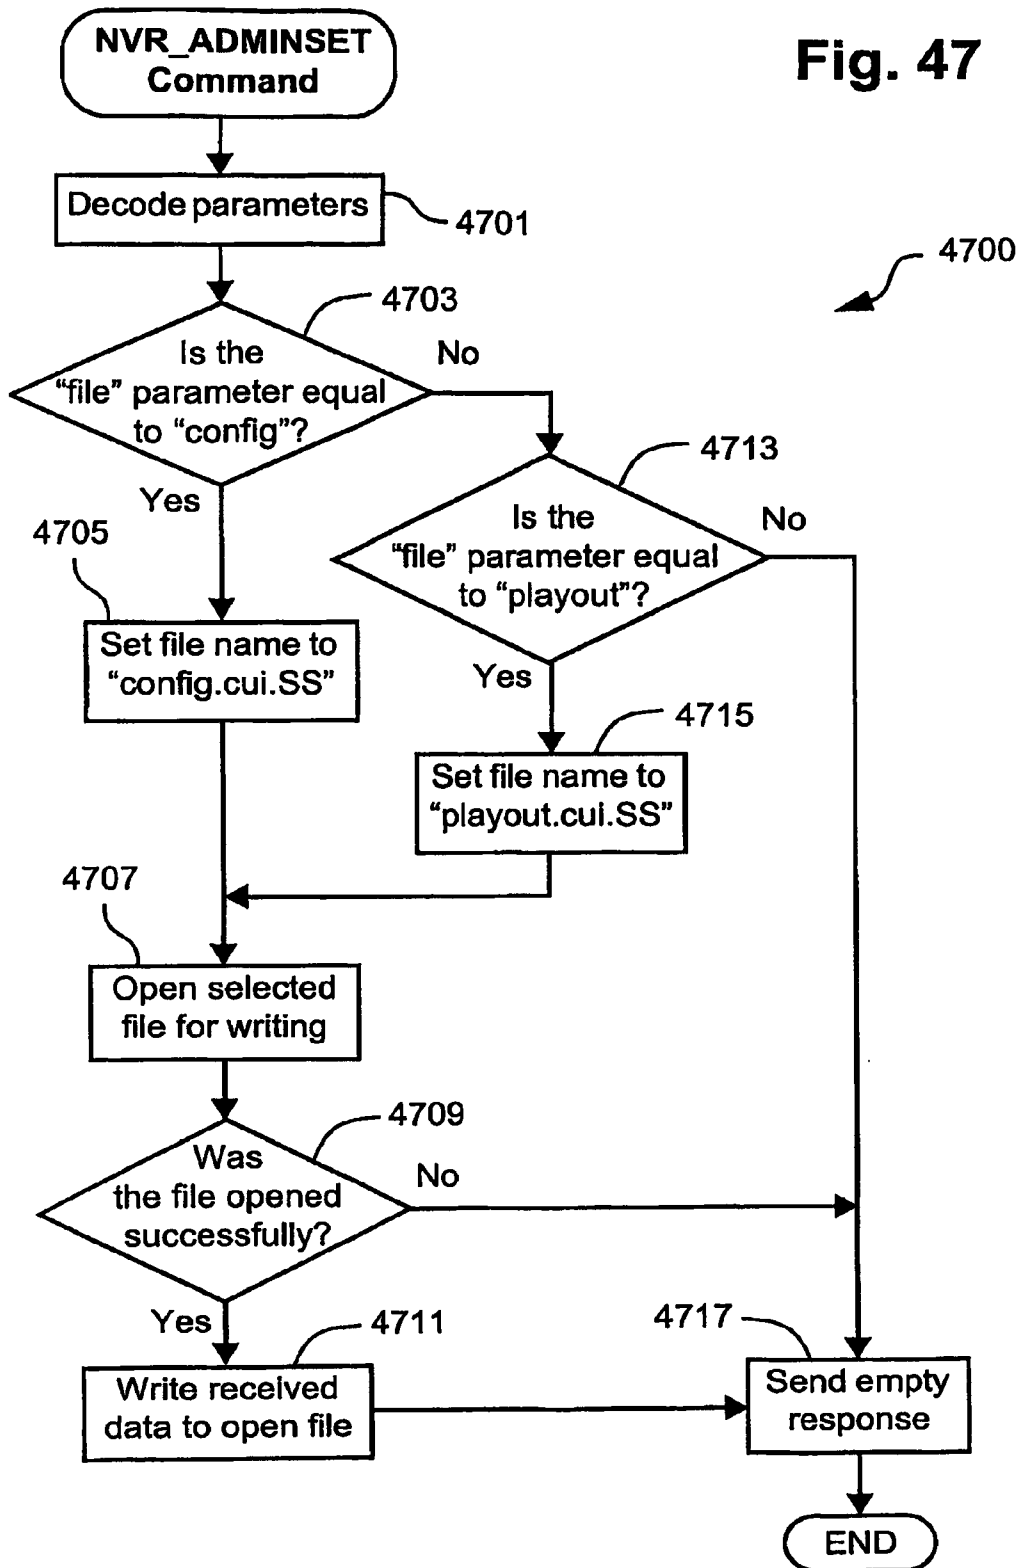 NVR_ADMINSET
Command
Fig. 47
Decode parameters
4701
4700
4703
Is the
“file” parameter equal
to “config”?
No
Yes
4713
Is the
“file” parameter equal
to “playout”?
No
Yes
4705
Set file name to
“config.cui.SS”
4715
Set file name to
“playout.cui.SS”
4707
Open selected
file for writing
4709
Was
the file opened
successfully?
No
Yes
4711
Write received
data to open file
4717
Send empty
response
END